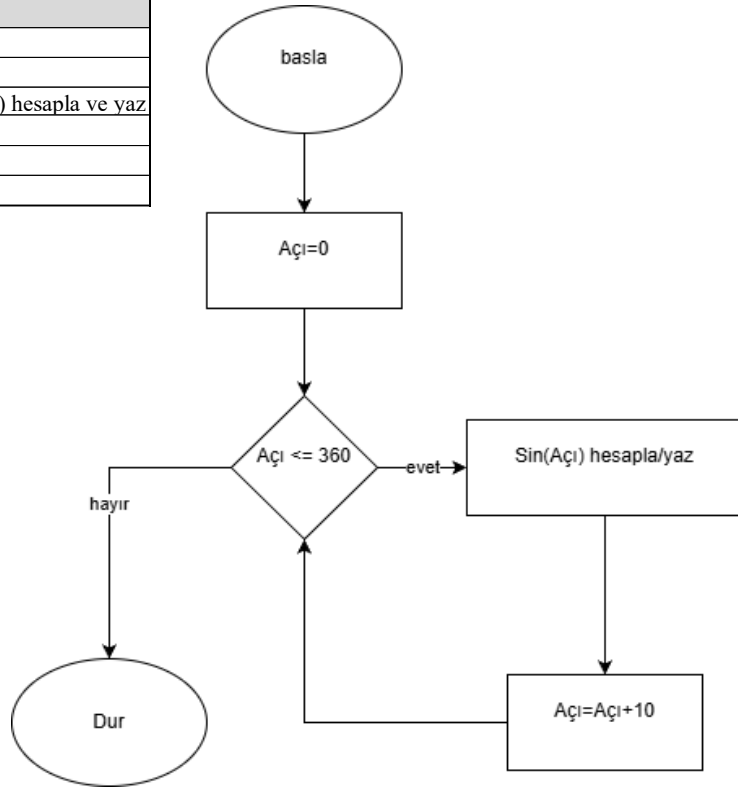 ) hesapla ve yaz
basla
Açı=0
Açı <= 360
evet
Sin(Açı) hesapla/yaz
hayır
Açı=Açı+10
Dur